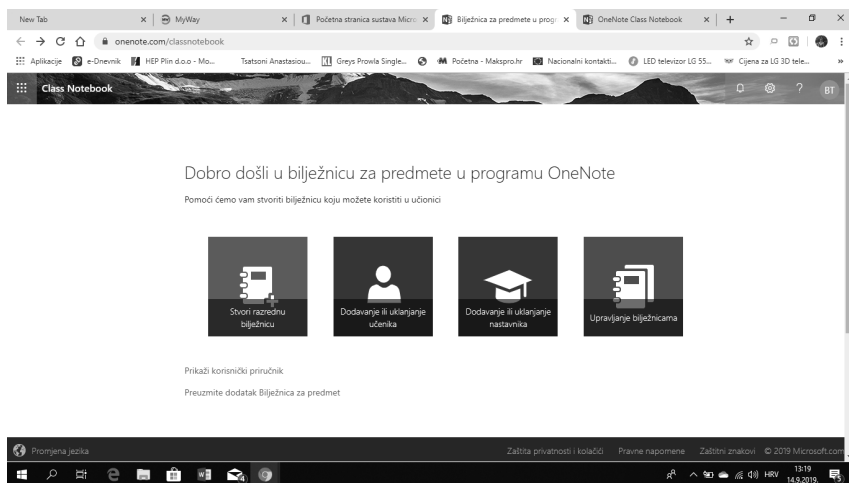 New Tab
MyWay
Početna stranica sustava Micro
Bilježnica za predmete u progr
OneNote Class Notebook
onenote.com/classnotebook
Aplikacije
e-Dnevnik
HEP Plin d.o.o - Mo...
Tsatsoni Anastasiou...
Greys Prowla Single...
Početna - Makspro.hr
Nacionalni kontakti...
LED televizor LG 55...
Cijena za LG 3D tele...
»
Class Notebook
BT
Dobro došli u bilježnicu za predmete u programu OneNote
Pomoći ćemo vam stvoriti bilježnicu koju možete koristiti u učionici
Stvori razrednu
bilježnicu
Dodavanje ili uklanjanje
učenika
Dodavanje ili uklanjanje
nastavnika
Upravljanje bilježnicama
Prikaži korisnički priručnik
Preuzmite dodatak Bilježnica za predmet
Promjena jezika
Zaštita privatnosti i kolačići
Pravne napomene
Zaštitni znakovi
© 2019 Microsoft.com
HRV
13:19
14.9.2019.